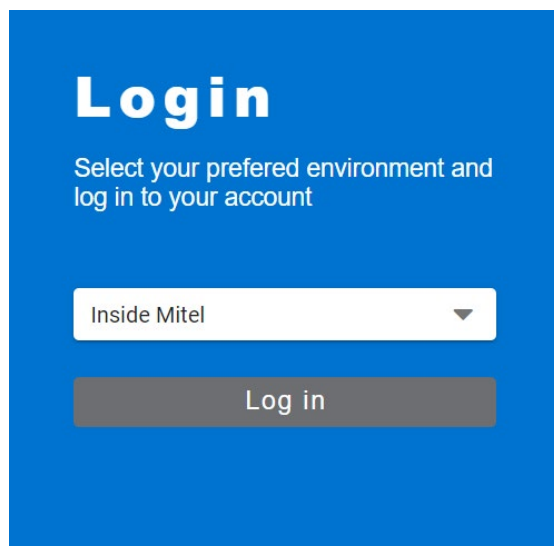 Login
Select your prefered environment and
log in to your account
Inside Mitel
Log in